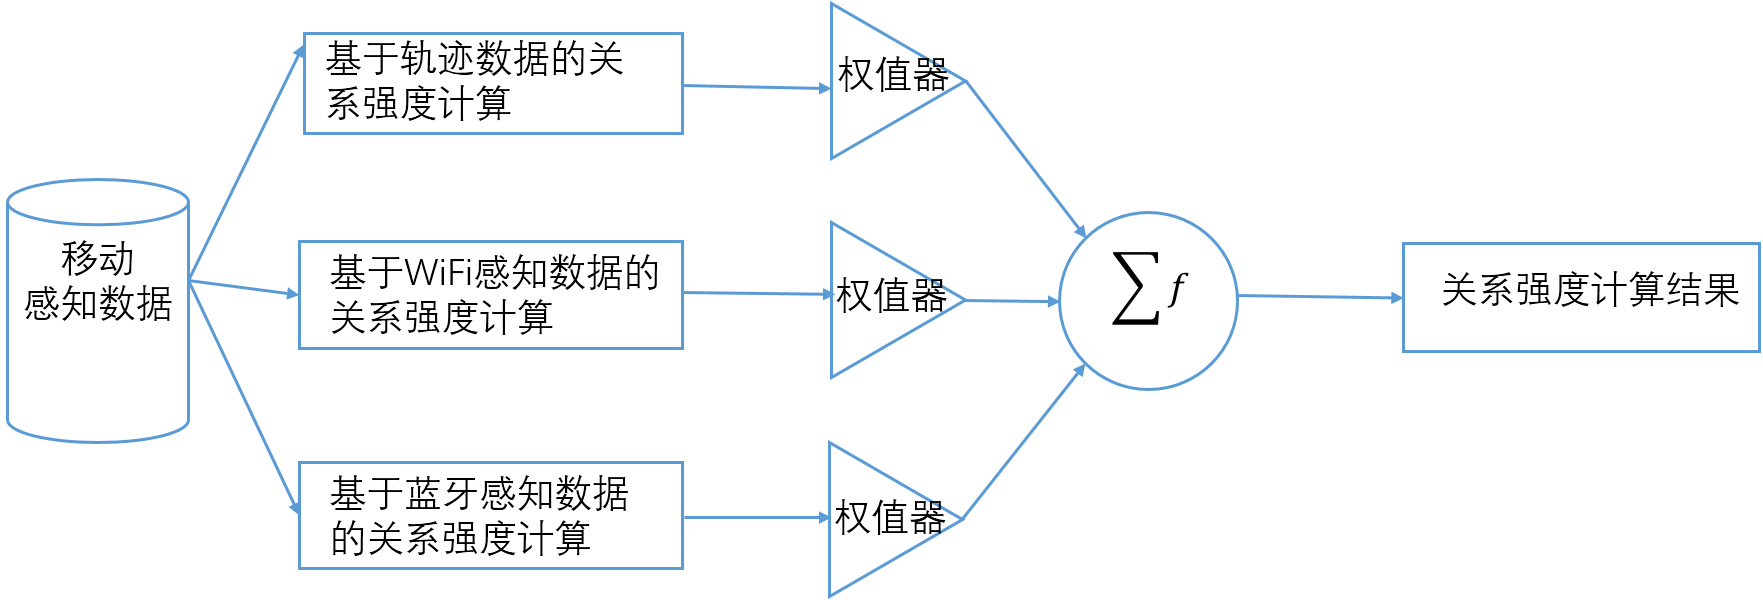 移动
感知数据
基于轨迹数据的关
系强度计算
权值器
基于WiFi感知数据的
关系强度计算
权值器
基于蓝牙感知数据
的关系强度计算
权值器
∑f
关系强度计算结果